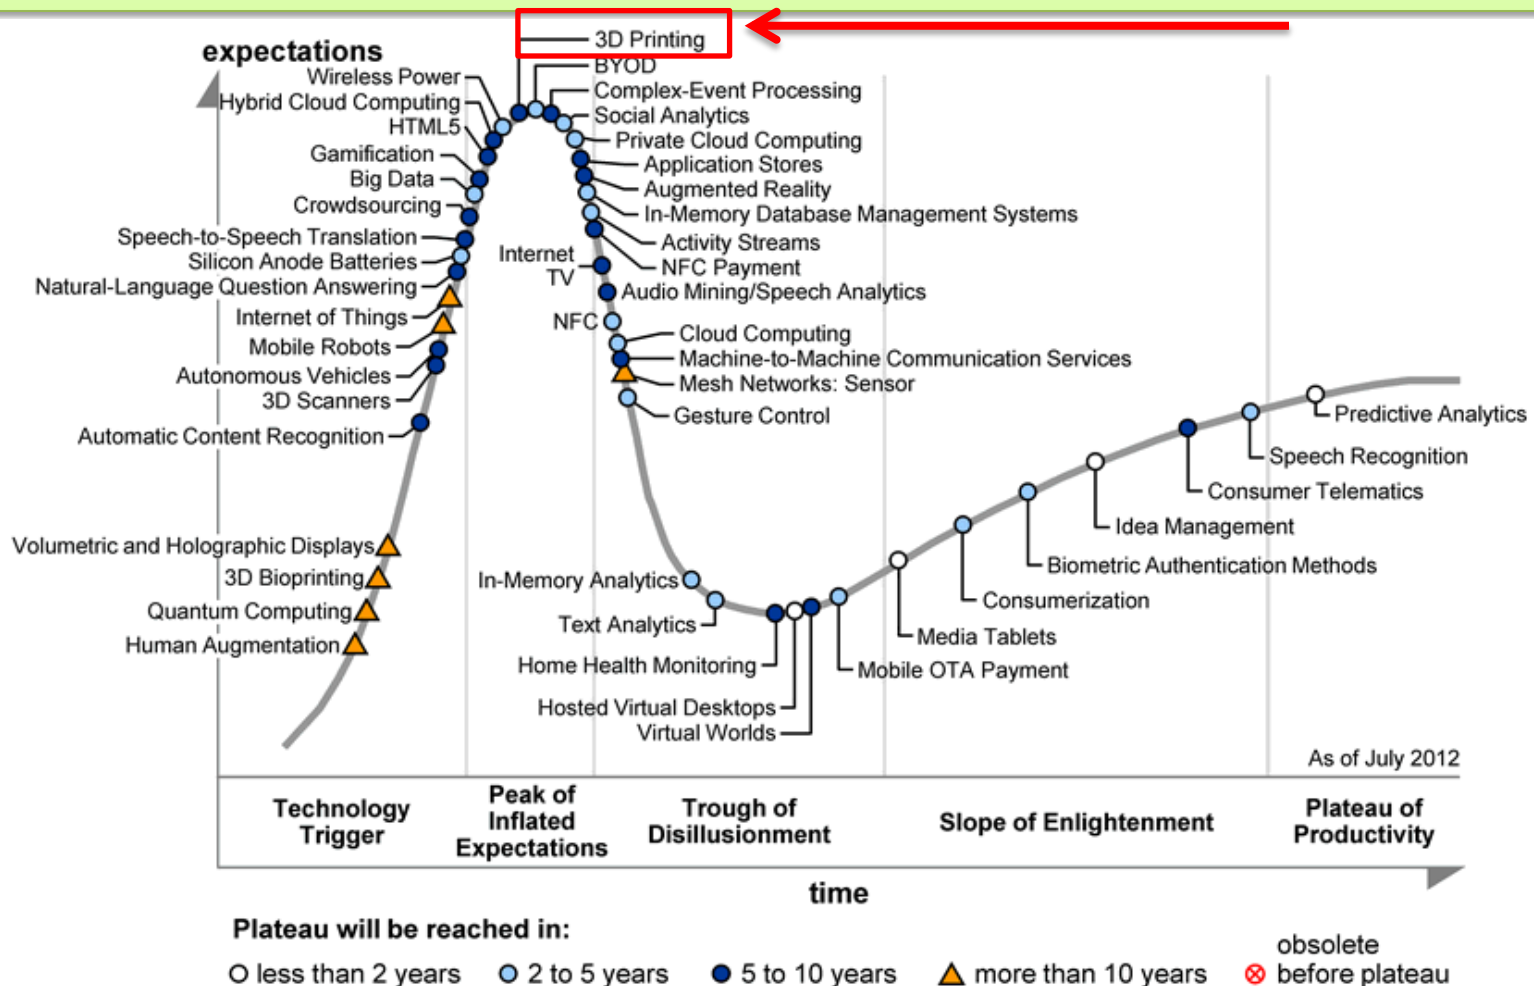 expectations
3D Printing
BYOD
Wireless Power
Complex-Event Processing
Hybrid Cloud Computing
Social Analytics
HTML5
Private Cloud Computing
Gamification
Application Stores
Big Data
Augmented Reality
Crowdsourcing
In-Memory Database Management Systems
Speech-to-Speech Translation
Activity Streams
Silicon Anode Batteries
Internet
TV
NFC Payment
Natural-Language Question Answering
Audio Mining/Speech Analytics
Internet of Things
NFC
Cloud Computing
Mobile Robots
Machine-to-Machine Communication Services
Autonomous Vehicles
Mesh Networks: Sensor
3D Scanners
Gesture Control
Predictive Analytics
Automatic Content Recognition
Speech Recognition
Consumer Telematics
Idea Management
Volumetric and Holographic Displays
Biometric Authentication Methods
3D Bioprinting
In-Memory Analytics
Consumerization
Quantum Computing
Text Analytics
Media Tablets
Human Augmentation
Home Health Monitoring
Mobile OTA Payment
Hosted Virtual Desktops
Virtual Worlds
As of July 2012
Technology
Trigger
Peak of
Inflated
Expectations
Trough of
Disillusionment
Slope of Enlightenment
Plateau of
Productivity
time
Plateau will be reached in:
less than 2 years
2 to 5 years
5 to 10 years
more than 10 years
obsolete
before plateau